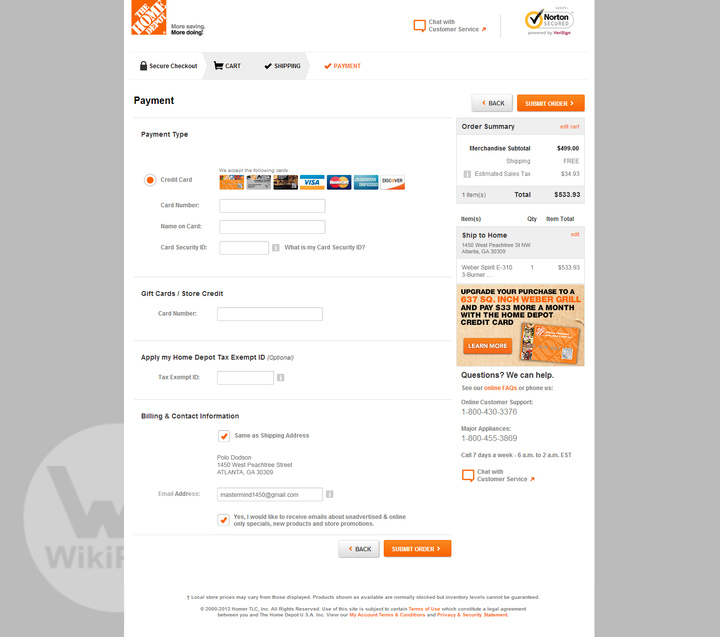 THE HOME DEPOT
More saving.
More doing.
Chat with
Customer Service
Norton
SECURED
powered by VeriSign
Secure Checkout
CART
SHIPPING
PAYMENT
Payment
BACK
SUBMIT ORDER
Payment Type
We accept the following cards
Credit Card
VISA
MasterCard
DISCOVER
Card Number:
Name on Card:
Card Security ID:
What is my Card Security ID?
Gift Cards / Store Credit
Card Number:
Apply my Home Depot Tax Exempt ID (Optional)
Tax Exempt ID:
Billing & Contact Information
Same as Shipping Address
Polo Dodson
1450 West Peachtree Street
ATLANTA, GA 30309
Email Address:
mastermind1450@gmail.com
Yes, I would like to receive emails about unadvertised & online
only specials, new products and store promotions.
BACK
SUBMIT ORDER
Order Summary
edit cart
Merchandise Subtotal $499.00
Shipping FREE
Estimated Sales Tax $34.93
1 item(s) Total $533.93
Item(s) Qty Item Total
Ship to Home edit
1450 West Peachtree St NW
Atlanta, GA 30309
Weber Spirit E-310 1 $533.93
3-Burner ...
UPGRADE YOUR PURCHASE TO A
637 SQ. INCH WEBER GRILL
AND PAY $33 MORE A MONTH
WITH THE HOME DEPOT
CREDIT CARD
LEARN MORE
Questions? We can help.
See our online FAQs or phone us:
Online Customer Support:
1-800-430-3376
Major Appliances:
1-800-455-3869
Call 7 days a week - 6 a.m. to 2 a.m. EST
Chat with
Customer Service
† Local store prices may vary from those displayed. Products shown as available are normally stocked but inventory levels cannot be guaranteed.
© 2000-2013 Homer TLC, Inc. All Rights Reserved. Use of this site is subject to certain Terms of Use which constitute a legal agreement
between you and The Home Depot U.S.A. Inc. View our My Account Terms & Conditions and Privacy & Security Statement.